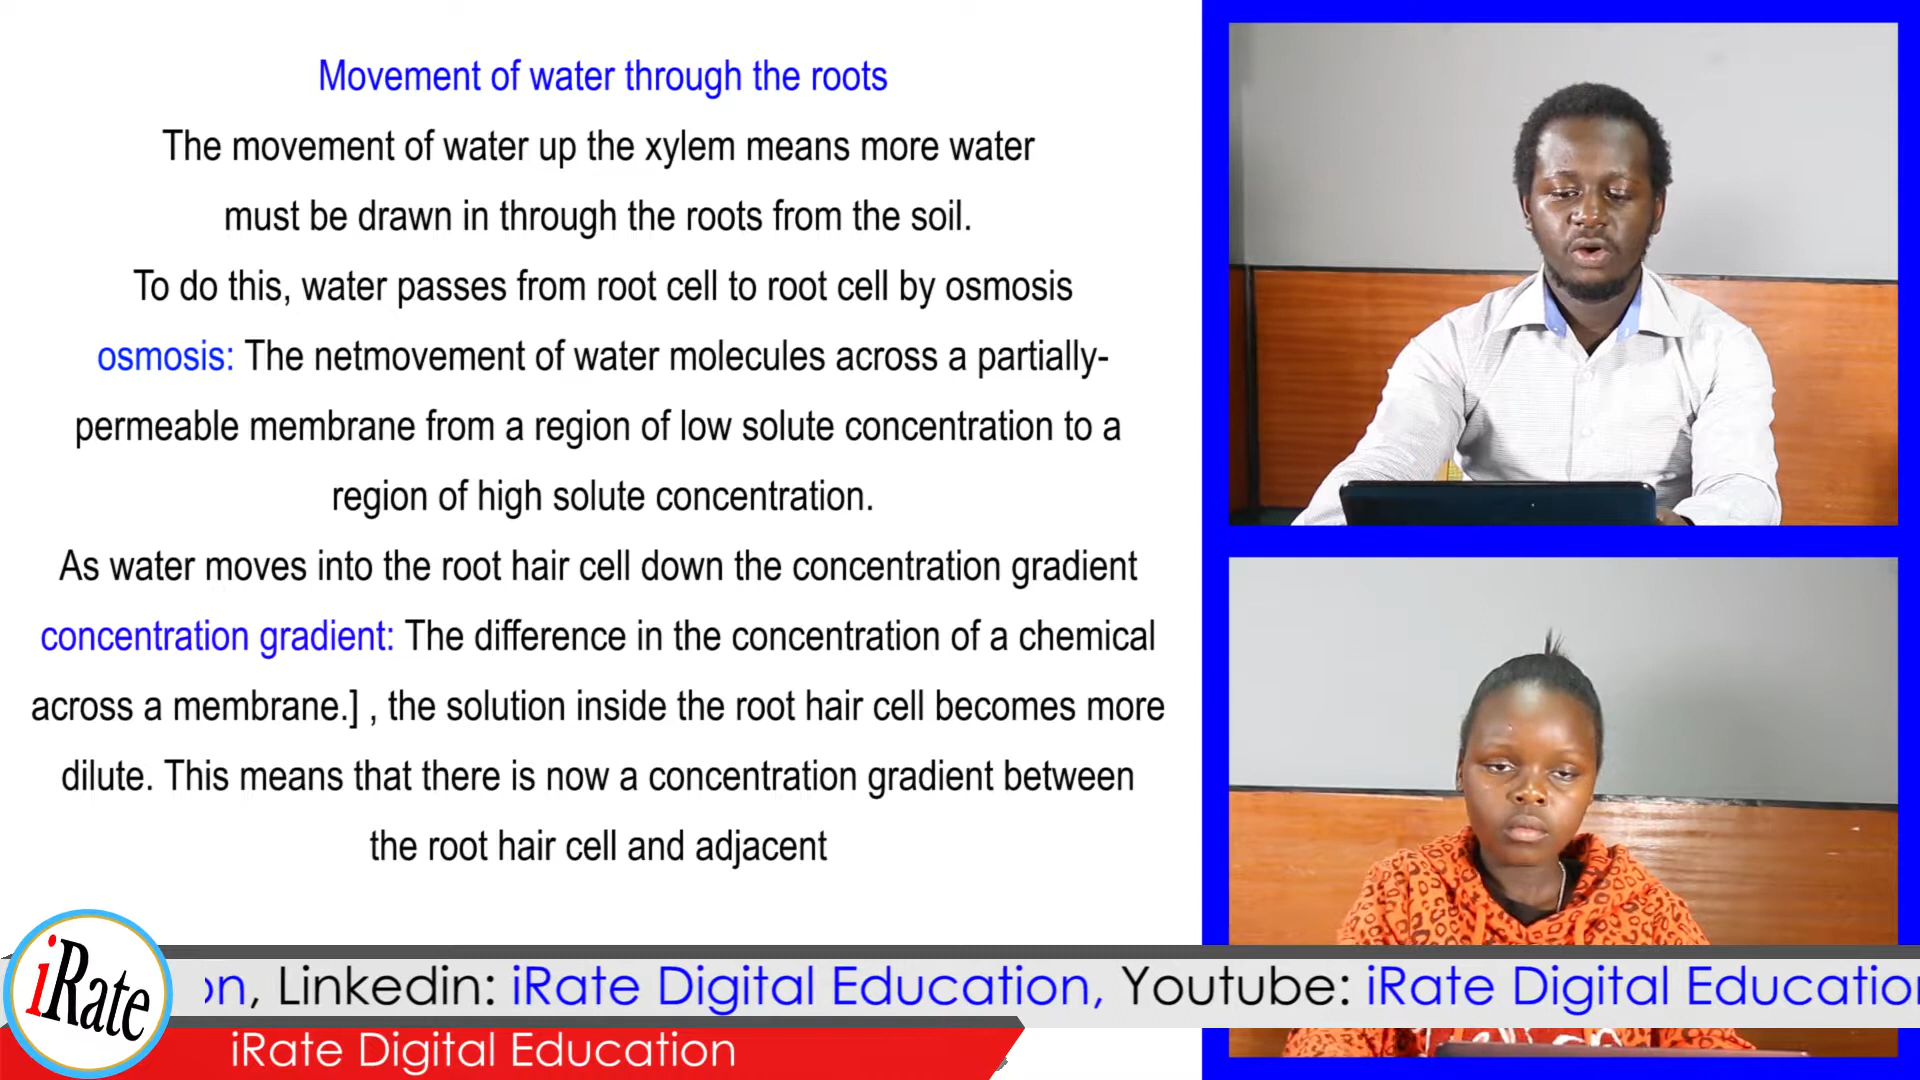 Movement of water through the roots
The movement of water up the xylem means more water
must be drawn in through the roots from the soil.
To do this, water passes from root cell to root cell by osmosis
osmosis: The netmovement of water molecules across a partially-
permeable membrane from a region of low solute concentration to a
region of high solute concentration.
As water moves into the root hair cell down the concentration gradient
concentration gradient: The difference in the concentration of a chemical
across a membrane.] , the solution inside the root hair cell becomes more
dilute. This means that there is now a concentration gradient between
the root hair cell and adjacent
iRate
on, Linkedin: iRate Digital Education, Youtube: iRate Digital Education
iRate Digital Education